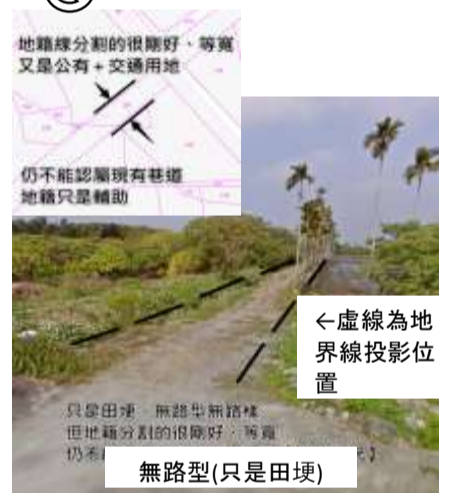 地籍線分割的很剛好、等寬
又是公有+交通用地
仍不能認屬現有巷道
地籍只是輔助
←虛線為地
界線投影位
置
只是田埂、無路型無路樣
但地籍分割的很剛好、等寬
仍不
無路型(只是田埂)